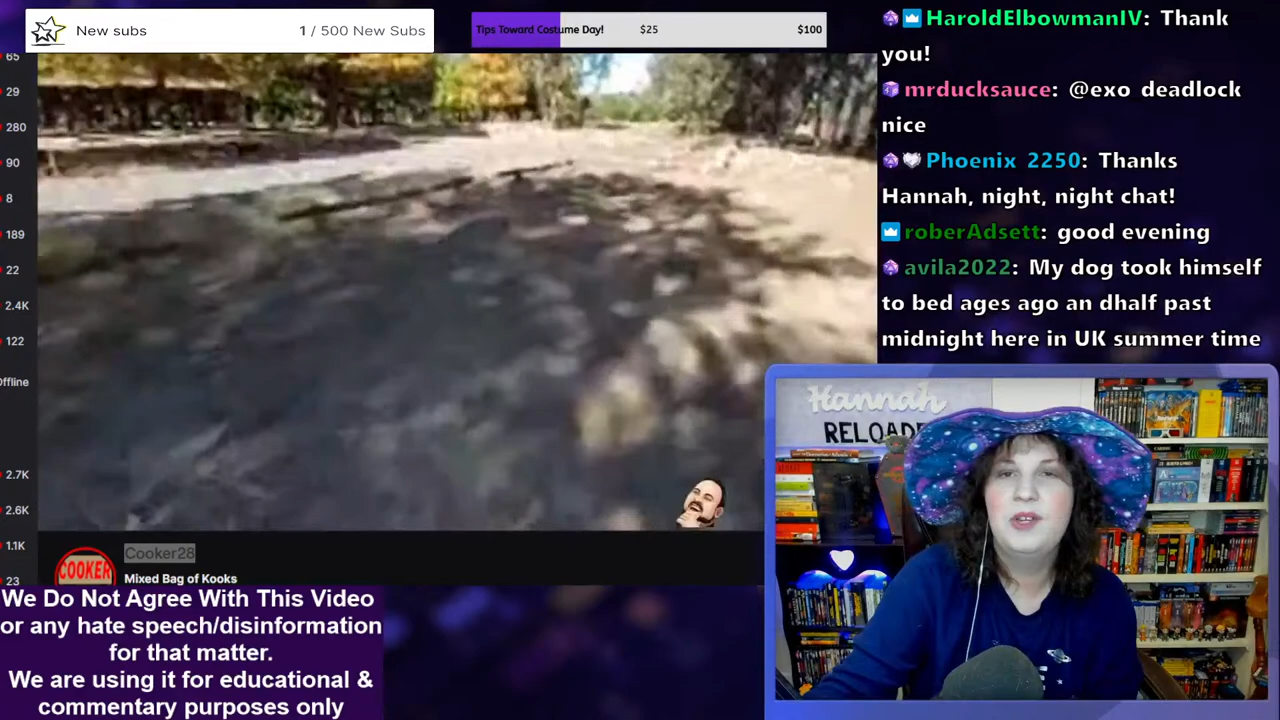 New subs
1 / 500 New Subs
Tips Toward Costume Day!
$25
$100
65
29
280
90
8
189
22
2.4K
122
Offline
2.7K
2.6K
1.1K
23
HaroldElbowmanIV: Thank
you!
mrducksauce: @exo deadlock
nice
Phoenix 2250: Thanks
Hannah, night, night chat!
roberAdsett: good evening
avila2022: My dog took himself
to bed ages ago an dhalf past
midnight here in UK summer time
Hannah
RELOADE
COOKER
Cooker28
Mixed Bag of Kooks
We Do Not Agree With This Video
or any hate speech/disinformation
for that matter.
We are using it for educational &
commentary purposes only